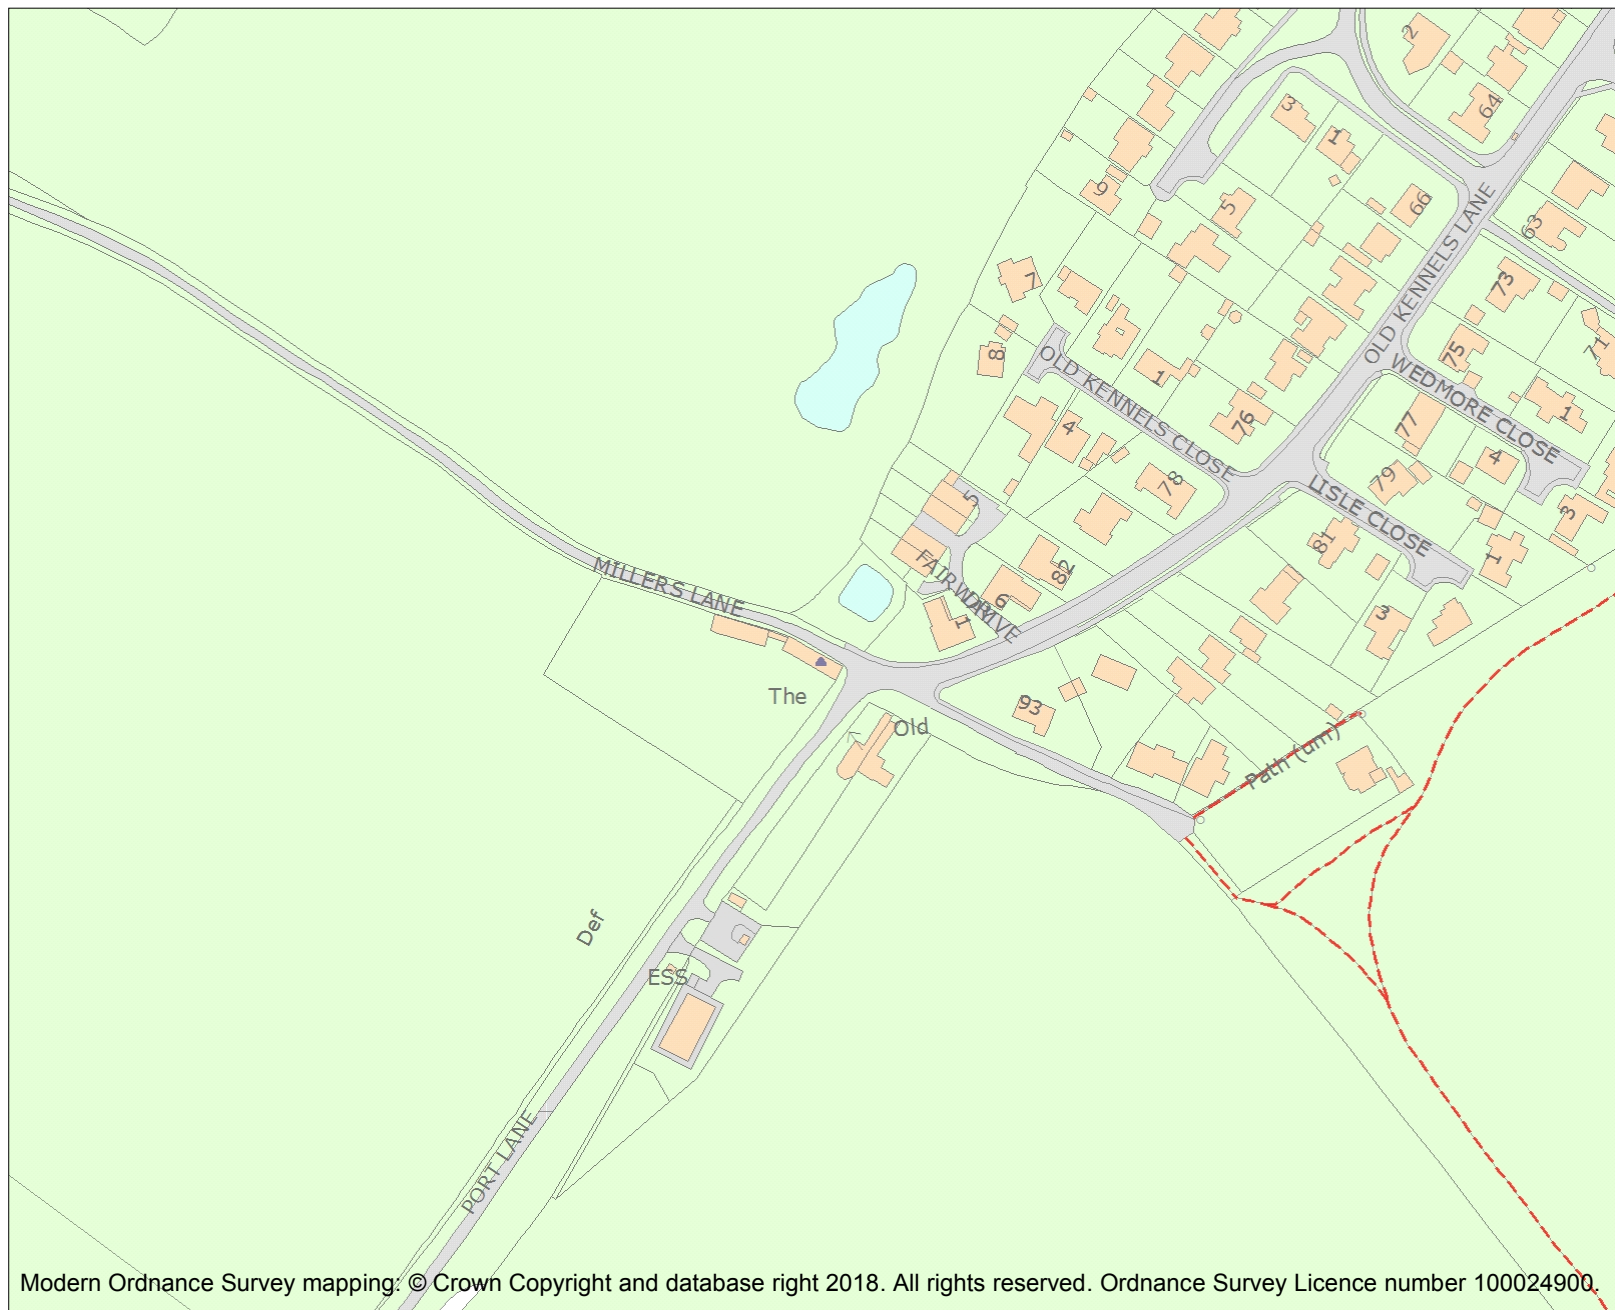 2
3
64
1
9
5
66
OLD KENNELS LANE
63
7
73
8
75
71
OLD KENNELS CLOSE
WEDMORE CLOSE
1
1
76
77
4
4
78
79
5
LISLE CLOSE
3
81
1
FAIRWAY
DRIVE
82
6
1
3
MILLERS LANE
The
Old
93
Path (um)
Def
ESS
PORT LANE
Modern Ordnance Survey mapping: © Crown Copyright and database right 2018. All rights reserved. Ordnance Survey Licence number 100024900.